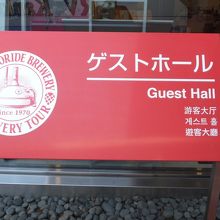 ORIDE BREWERY
ERY TOUR
Since 1970
ゲストホール
Guest Hall
游客大厅
게스트 홀
遊客大廳